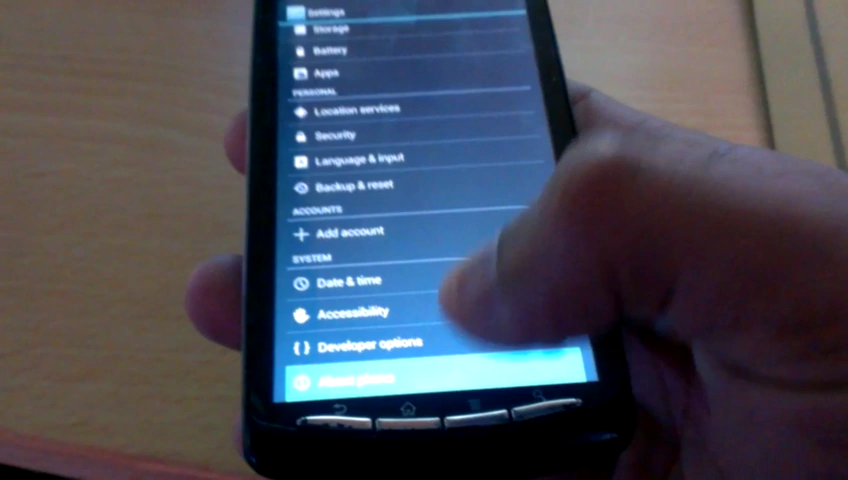 Settings
Storage
Battery
Apps
PERSONAL
Location services
Security
Language & input
Backup & reset
ACCOUNTS
Add account
SYSTEM
Date & time
Accessibility
Developer options
About phone